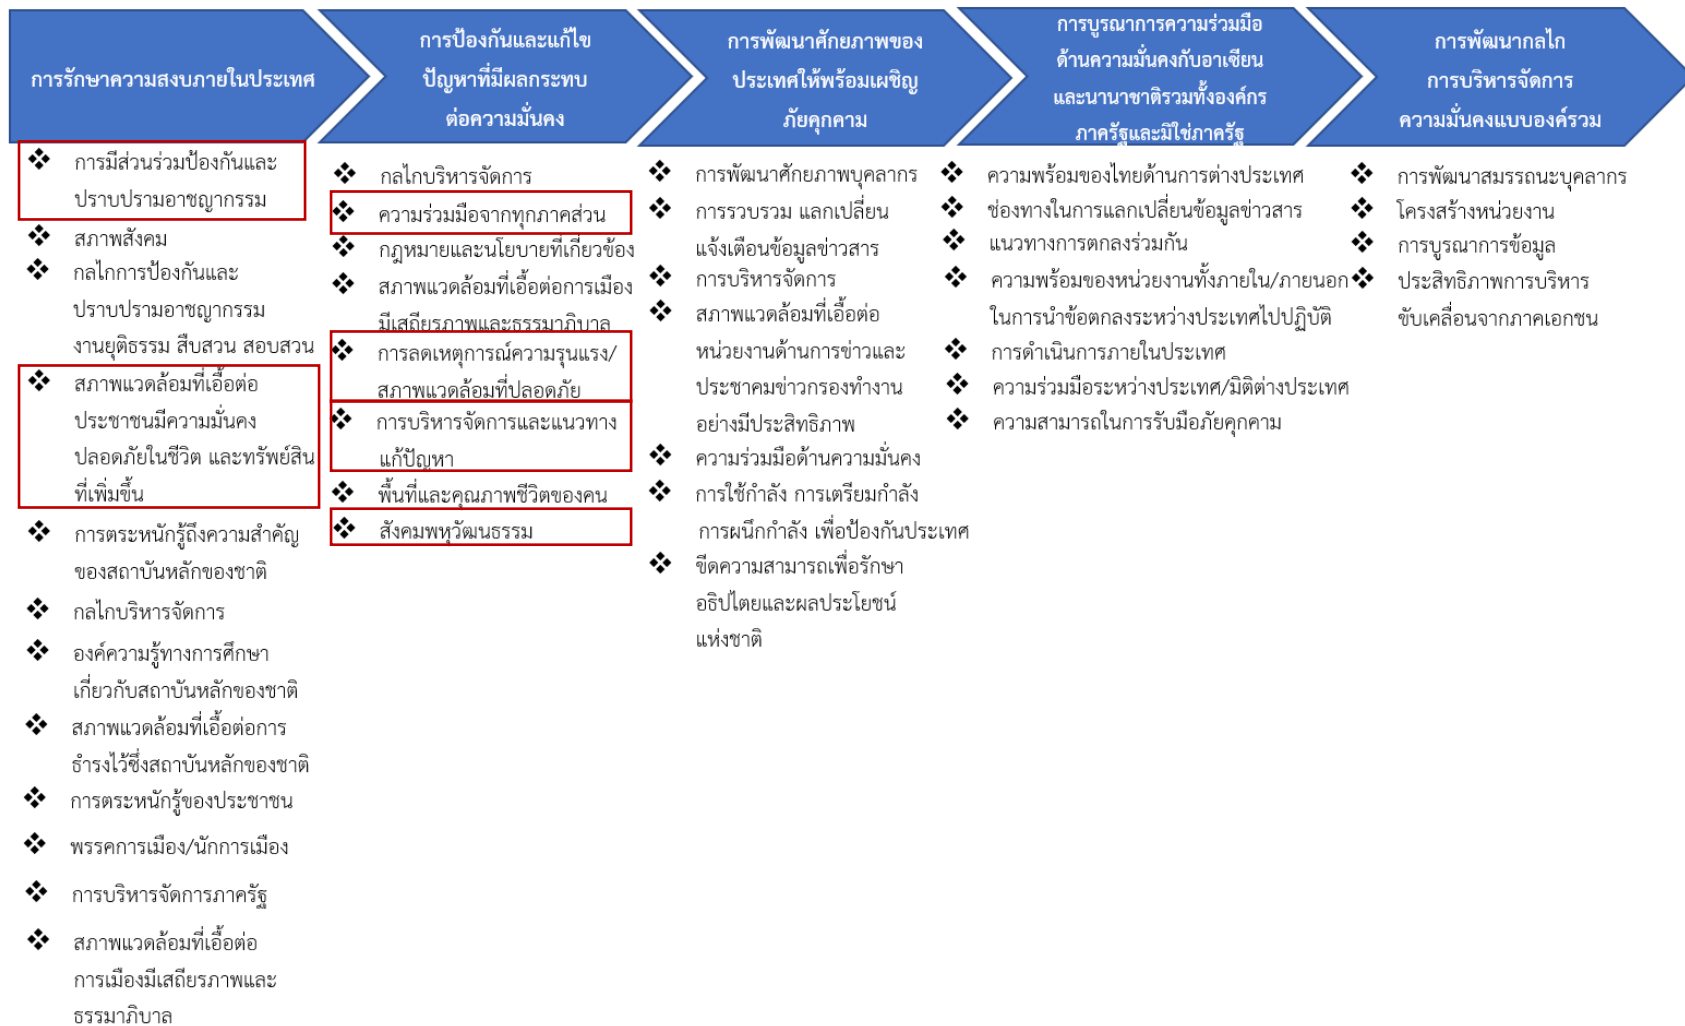 การรักษาความสงบภายในประเทศ
การป้องกันและแก้ไข
ปัญหาที่มีผลกระทบ
ต่อความมั่นคง
การพัฒนาศักยภาพของ
ประเทศให้พร้อมเผชิญ
ภัยคุกคาม
การบูรณาการความร่วมมือ
ด้านความมั่นคงกับอาเซียน
และนานาชาติรวมทั้งองค์กร
ภาครัฐและมิใช่ภาครัฐ
การพัฒนากลไก
การบริหารจัดการ
ความมั่นคงแบบองค์รวม
❖ การมีส่วนร่วมป้องกันและ
ปราบปรามอาชญากรรม
❖ สภาพสังคม
❖ กลไกการป้องกันและ
ปราบปรามอาชญากรรม
งานยุติธรรม สืบสวน สอบสวน
❖ สภาพแวดล้อมที่เอื้อต่อ
ประชาชนมีความมั่นคง
ปลอดภัยในชีวิต และทรัพย์สิน
ที่เพิ่มขึ้น
❖ การตระหนักรู้ถึงความสำคัญ
ของสถาบันหลักของชาติ
❖ กลไกบริหารจัดการ
❖ องค์ความรู้ทางการศึกษา
เกี่ยวกับสถาบันหลักของชาติ
❖ สภาพแวดล้อมที่เอื้อต่อการ
ธำรงไว้ซึ่งสถาบันหลักของชาติ
❖ การตระหนักรู้ของประชาชน
❖ พรรคการเมือง/นักการเมือง
❖ การบริหารจัดการภาครัฐ
❖ สภาพแวดล้อมที่เอื้อต่อ
การเมืองมีเสถียรภาพและ
ธรรมาภิบาล
❖ กลไกบริหารจัดการ
❖ ความร่วมมือจากทุกภาคส่วน
❖ กฎหมายและนโยบายที่เกี่ยวข้อง
❖ สภาพแวดล้อมที่เอื้อต่อการเมือง
มีเสถียรภาพและธรรมาภิบาล
❖ การลดเหตุการณ์ความรุนแรง/
สภาพแวดล้อมที่ปลอดภัย
❖ การบริหารจัดการและแนวทาง
แก้ปัญหา
❖ พื้นที่และคุณภาพชีวิตของคน
❖ สังคมพหุวัฒนธรรม
❖ การพัฒนาศักยภาพบุคลากร
❖ การรวบรวม แลกเปลี่ยน
แจ้งเตือนข้อมูลข่าวสาร
❖ การบริหารจัดการ
❖ สภาพแวดล้อมที่เอื้อต่อ
หน่วยงานด้านการข่าวและ
ประชาคมข่าวกรองทำงาน
อย่างมีประสิทธิภาพ
❖ ความร่วมมือด้านความมั่นคง
❖ การใช้กำลัง การเตรียมกำลัง
การผนึกกำลัง เพื่อป้องกันประเทศ
❖ ขีดความสามารถเพื่อรักษา
อธิปไตยและผลประโยชน์
แห่งชาติ
❖ ความพร้อมของไทยด้านการต่างประเทศ
❖ ช่องทางในการแลกเปลี่ยนข้อมูลข่าวสาร
❖ แนวทางการตกลงร่วมกัน
❖ ความพร้อมของหน่วยงานทั้งภายใน/ภายนอก
ในการนำข้อตกลงระหว่างประเทศไปปฏิบัติ
❖ การดำเนินการภายในประเทศ
❖ ความร่วมมือระหว่างประเทศ/มิติต่างประเทศ
❖ ความสามารถในการรับมือภัยคุกคาม
❖ การพัฒนาสมรรถนะบุคลากร
❖ โครงสร้างหน่วยงาน
❖ การบูรณาการข้อมูล
❖ ประสิทธิภาพการบริหาร
ขับเคลื่อนจากภาคเอกชน